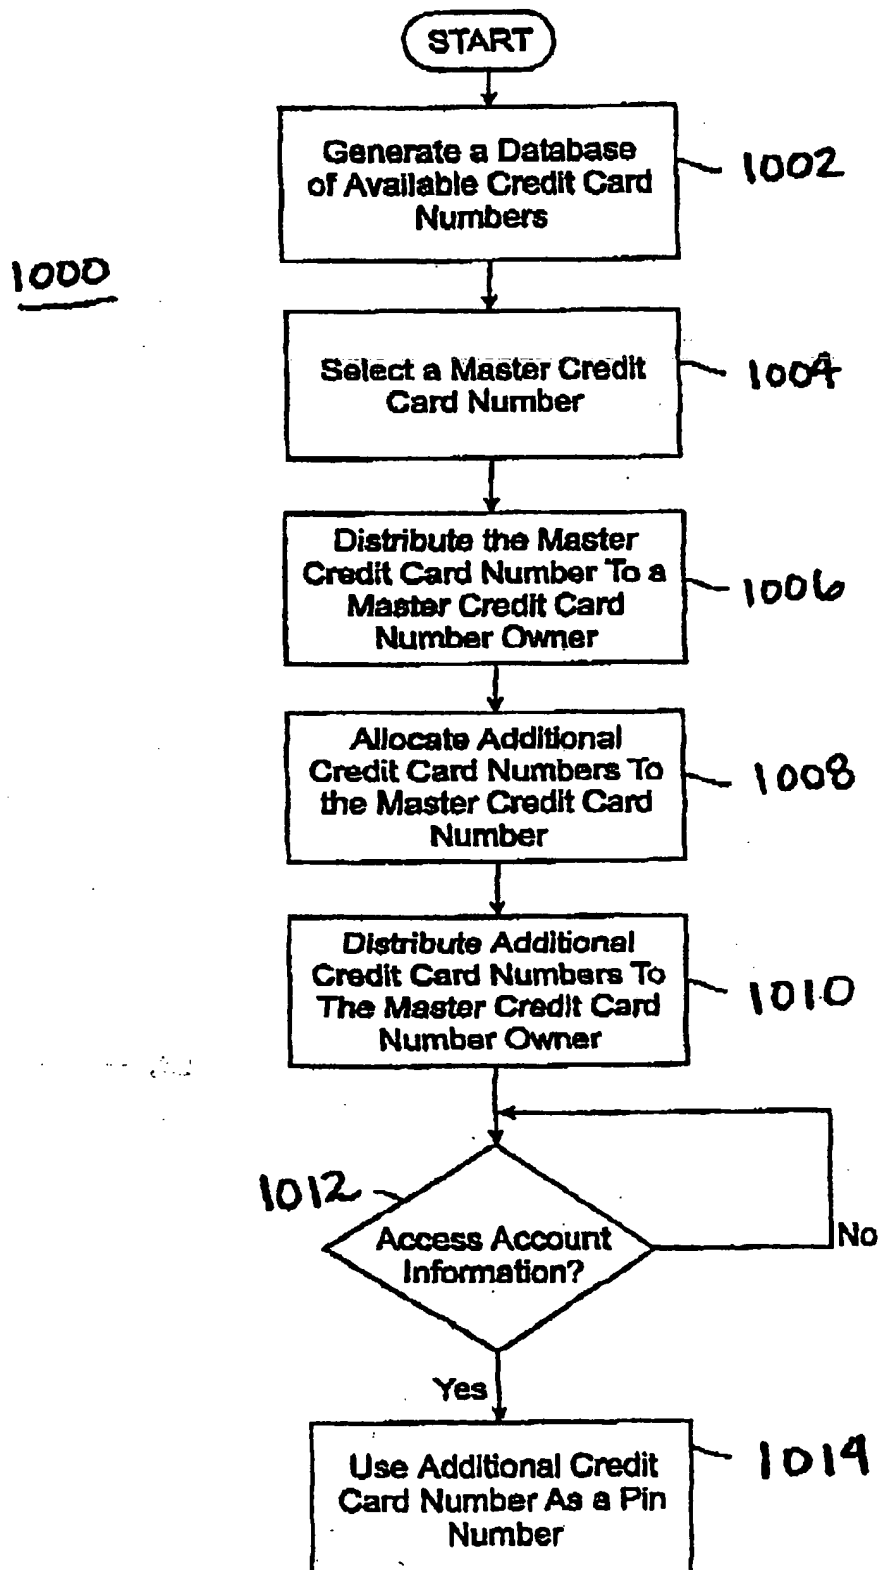 START
Generate a Database
of Available Credit Card
Numbers
1002
1000
Select a Master Credit
Card Number
1004
Distribute the Master
Credit Card Number To a
Master Credit Card
Number Owner
1006
Allocate Additional
Credit Card Numbers To
the Master Credit Card
Number
1008
Distribute Additional
Credit Card Numbers To
The Master Credit Card
Number Owner
1010
1012
Access Account
Information?
No
Yes
Use Additional Credit
Card Number As a Pin
Number
1014